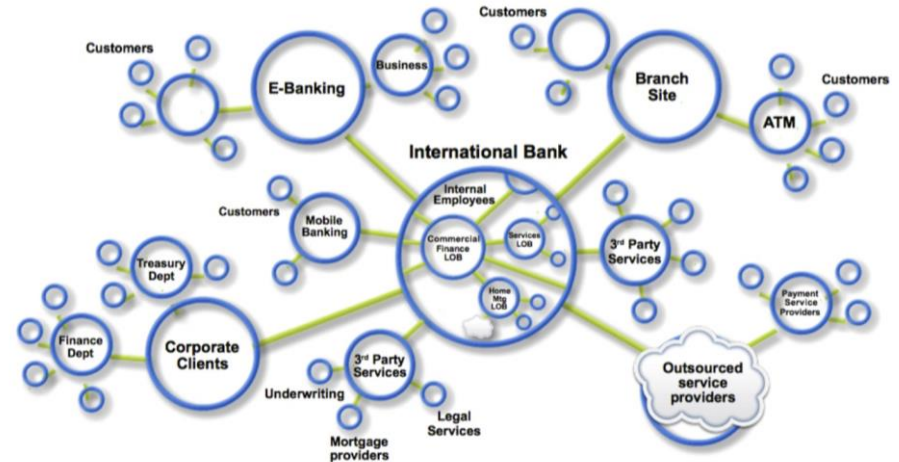 Customers
Customers
E-Banking
Business
Branch
Site
Customers
ATM
International Bank
Internal
Employees
Customers
Mobile
Banking
Commercial
Finance
LOB
Services
LOB
3rd Party
Services
Treasury
Dept
Home
Mtg
LOB
Payment
Service
Providers
Finance
Dept
Corporate
Clients
3rd Party
Services
Outsourced
service
providers
Underwriting
Legal
Services
Mortgage
providers